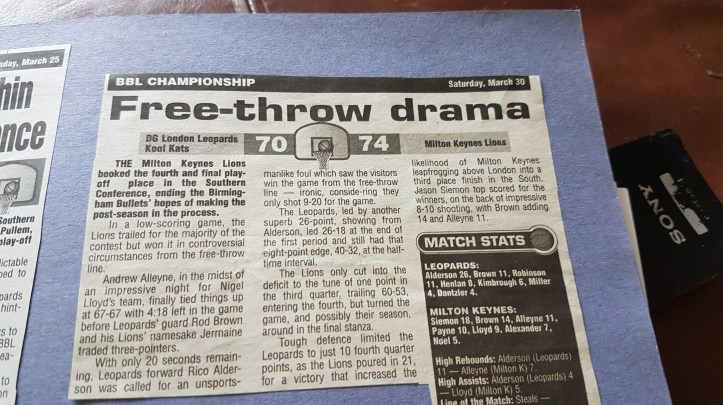 day, March 25
hin
nce
Southern
Pullem,
play-off
BBL CHAMPIONSHIP
Saturday, March 30
Free-throw drama
DG London Leopards
Kool Kats
70
74
Milton Keynes Lions
THE Milton Keynes Lions
booked the fourth and final play-
off place in the Southern
Conference, ending the Birming-
ham Bullets' hopes of making the
post-season in the process.
In a low-scoring game, the
Lions trailed for the majority of the
contest but won it in controversial
circumstances from the free-throw
line.
Andrew Alleyne, in the midst of
an impressive night for Nigel
Lloyd's team, finally tied things up
at 67-67 with 4:18 left in the game
before Leopards' guard Rod Brown
and his Lions' namesake Jermaine
traded three-pointers.
With only 20 seconds remain-
ing, Leopards forward Rico Alder-
son was called for an unsports-
manlike foul which saw the visitors
win the game from the free-throw
line — ironic, conside-ring they
only shot 9-20 for the game.
The Leopards, led by another
superb 26-point, showing from
Alderson, led 26-18 at the end of
the first period and still had that
eight-point edge, 40-32, at the half-
time interval.
The Lions only cut into the
deficit to the tune of one point in
the third quarter, trailing 60-53,
entering the fourth, but turned the
game, and possibly their season,
around in the final stanza.
Tough defence limited the
Leopards to just 10 fourth quarter
points, as the Lions poured in 21,
for a victory that increased the
likelihood of Milton Keynes
leapfrogging above London into a
third place finish in the South.
Jason Siemon top scored for the
winners, on the back of impressive
8-10 shooting, with Brown adding
14 and Alleyne 11.
MATCH STATS
LEOPARDS:
Alderson 26, Brown 11, Robinson
11, Henlan 8, Kimbrough 6, Miller
4, Dantzler 4.
MILTON KEYNES:
Siemon 18, Brown 14, Alleyne 11,
Payne 10, Lloyd 9, Alexander 7,
Noel 5.
High Rebounds: Alderson (Leopards)
11 — Alleyne (Milton K) 7.
High Assists: Alderson (Leopards) 4
— Lloyd (Milton K) 5.
Line of the Match: Steals —
SONY